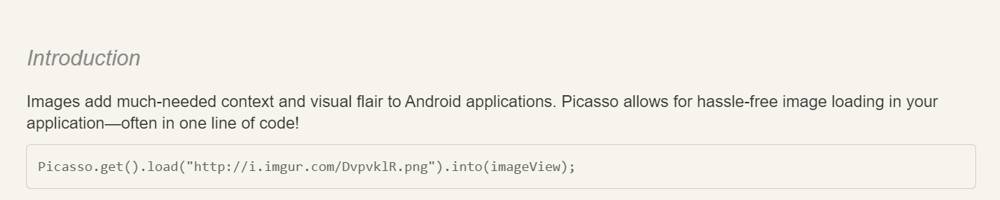 Introduction
Images add much-needed context and visual flair to Android applications. Picasso allows for hassle-free image loading in your
application—often in one line of code!
Picasso.get().load("http://i.imgur.com/DvpvklR.png").into(imageView);